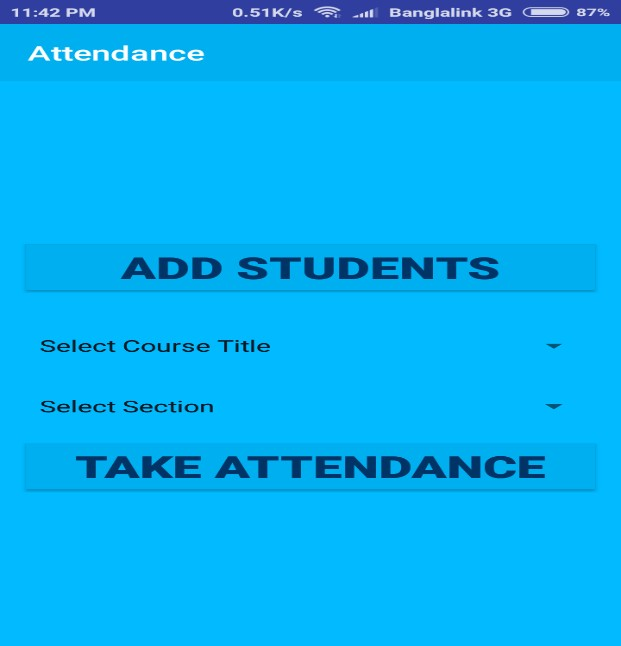 11:42 PM 0.51K/s Banglalink 3G 87%
Attendance
ADD STUDENTS
Select Course Title
Select Section
TAKE ATTENDANCE